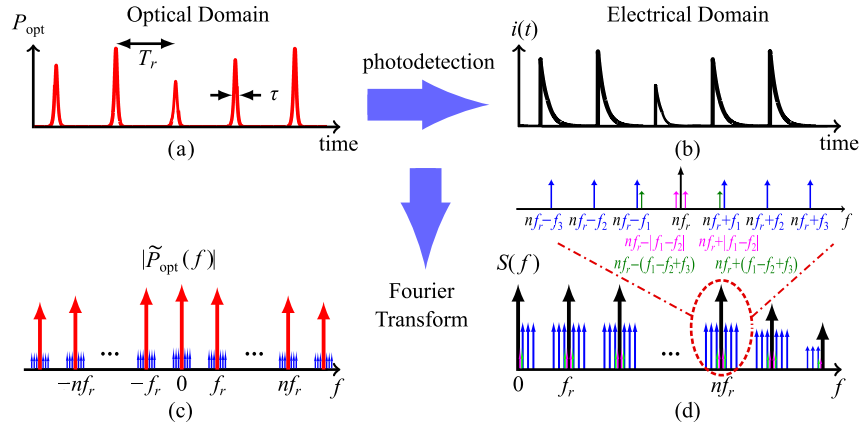 Optical Domain
P_opt
T_r
τ
time
(a)
photodetection
Electrical Domain
i(t)
time
(b)
nf_r−f_3 nf_r−f_2 nf_r−f_1 nf_r nf_r+f_1 nf_r+f_2 nf_r+f_3 f
nf_r−|f_1−f_2| nf_r+|f_1−f_2|
nf_r−(f_1−f_2+f_3) nf_r+(f_1−f_2+f_3)
Fourier
Transform
|P̃_opt(f)|
... ...
−nf_r −f_r 0 f_r nf_r f
(c)
S(f)
...
0 f_r nf_r f
(d)